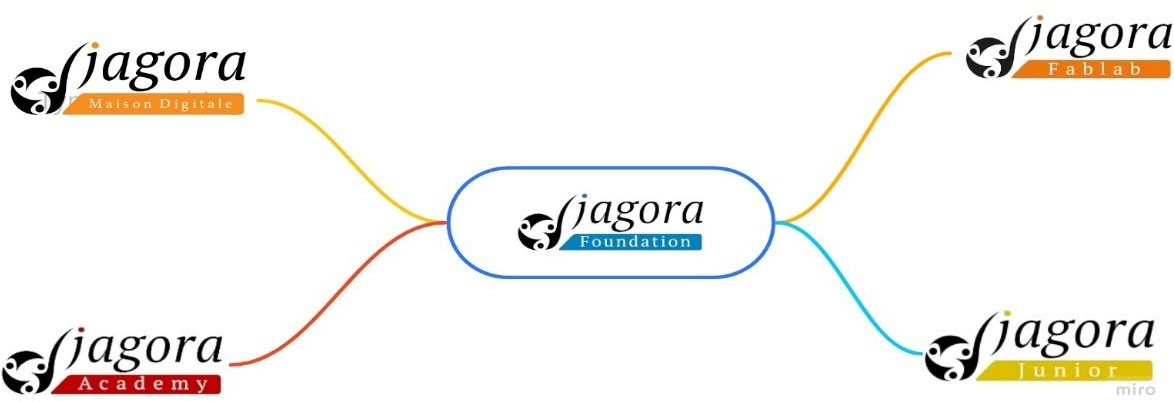 jagora
Maison Digitale
jagora
Fablab
jagora
Foundation
jagora
Academy
jagora
Junior
miro